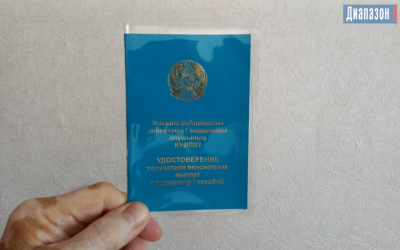 Диапазон
Жасына байланысты
зейнетақы / жәрдемақы
алушының
КУӘЛІГІ
УДОСТОВЕРЕНИЕ
получателя пенсионных
выплат
по возрасту / пособий